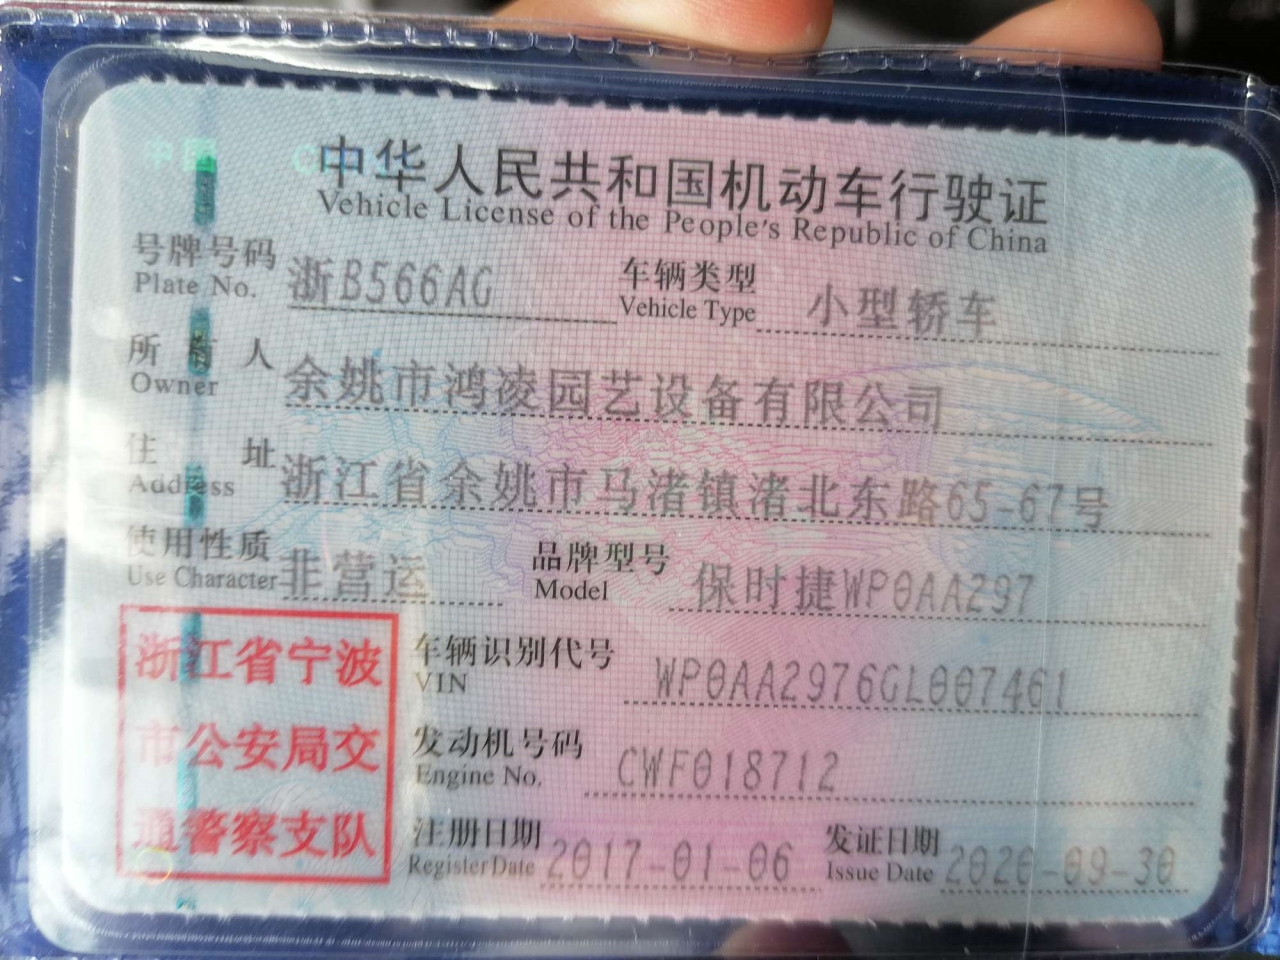 中华人民共和国机动车行驶证
Vehicle License of the People's Republic of China
号牌号码 浙B566AG 车辆类型 小型轿车
Plate No. Vehicle Type
所有人 余姚市鸿凌园艺设备有限公司
Owner
住址 浙江省余姚市马渚镇渚北东路65-67号
Address
使用性质 非营运 品牌型号 保时捷WP0AA297
Use Character Model
浙江省宁波
市公安局交
通警察支队
车辆识别代号 WP0AA2976GL007461
VIN
发动机号码 CWF018712
Engine No.
注册日期 2017-01-06 发证日期 2020-09-30
Register Date Issue Date